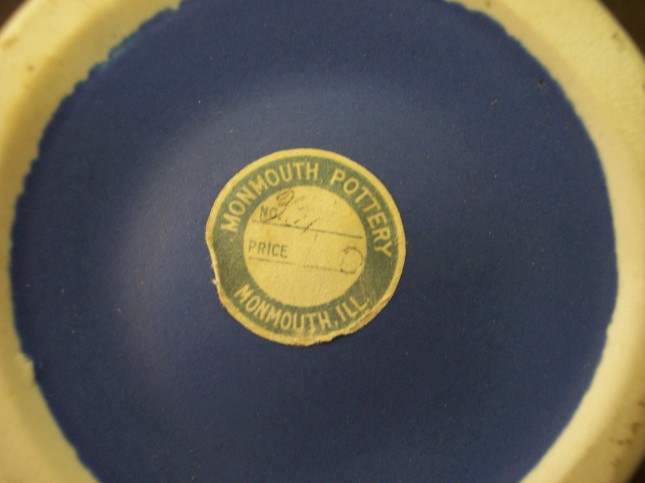 MONMOUTH POTTERY
NO.
PRICE
MONMOUTH, ILL.